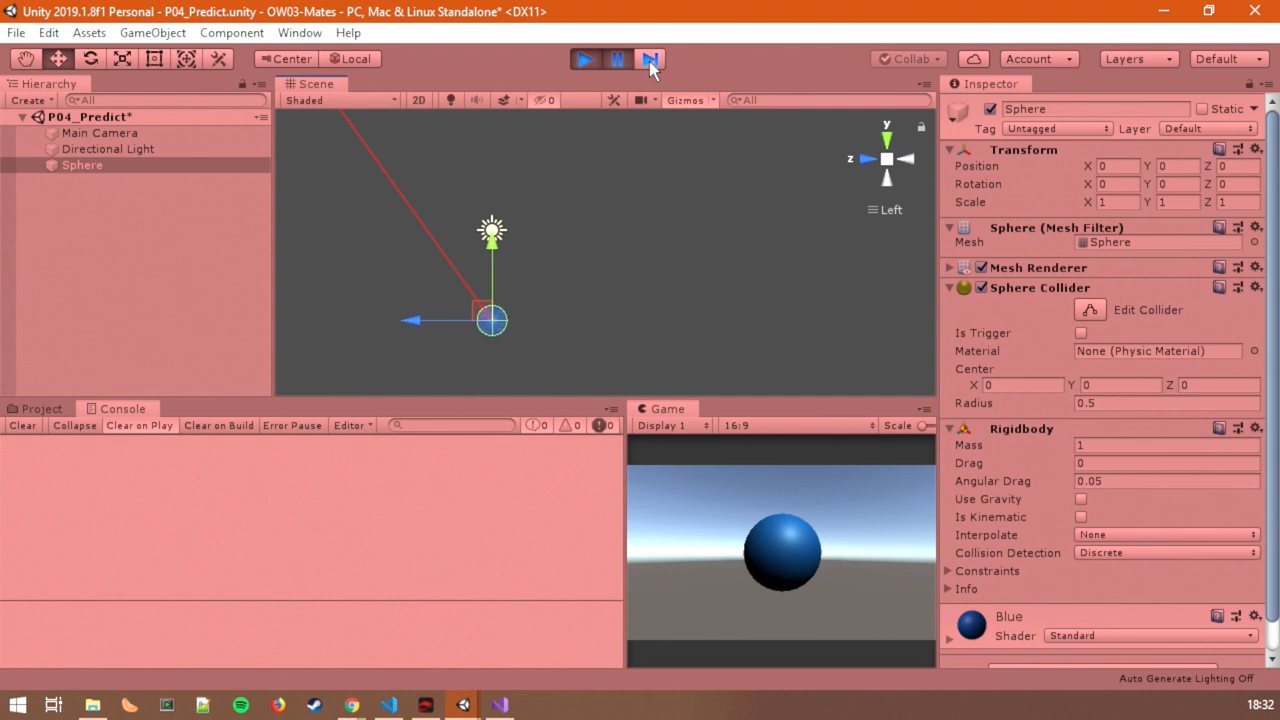 Unity 2019.1.8f1 Personal - P04_Predict.unity - OW03-Mates - PC, Mac & Linux Standalone* <DX11>
File Edit Assets GameObject Component Window Help
Center Local Collab Account Layers Default
Hierarchy
Create All
P04_Predict*
Main Camera
Directional Light
Sphere
Scene
Shaded 2D 0 Gizmos All
y
z
Left
Project Console
Clear Collapse Clear on Play Clear on Build Error Pause Editor 0 0 0
Game
Display 1 16:9 Scale
Inspector
Sphere Static
Tag Untagged Layer Default
Transform
Position X 0 Y 0 Z 0
Rotation X 0 Y 0 Z 0
Scale X 1 Y 1 Z 1
Sphere (Mesh Filter)
Mesh Sphere
Mesh Renderer
Sphere Collider
Edit Collider
Is Trigger
Material None (Physic Material)
Center
X 0 Y 0 Z 0
Radius 0.5
Rigidbody
Mass 1
Drag 0
Angular Drag 0.05
Use Gravity
Is Kinematic
Interpolate None
Collision Detection Discrete
Constraints
Info
Blue
Shader Standard
Auto Generate Lighting Off
18:32